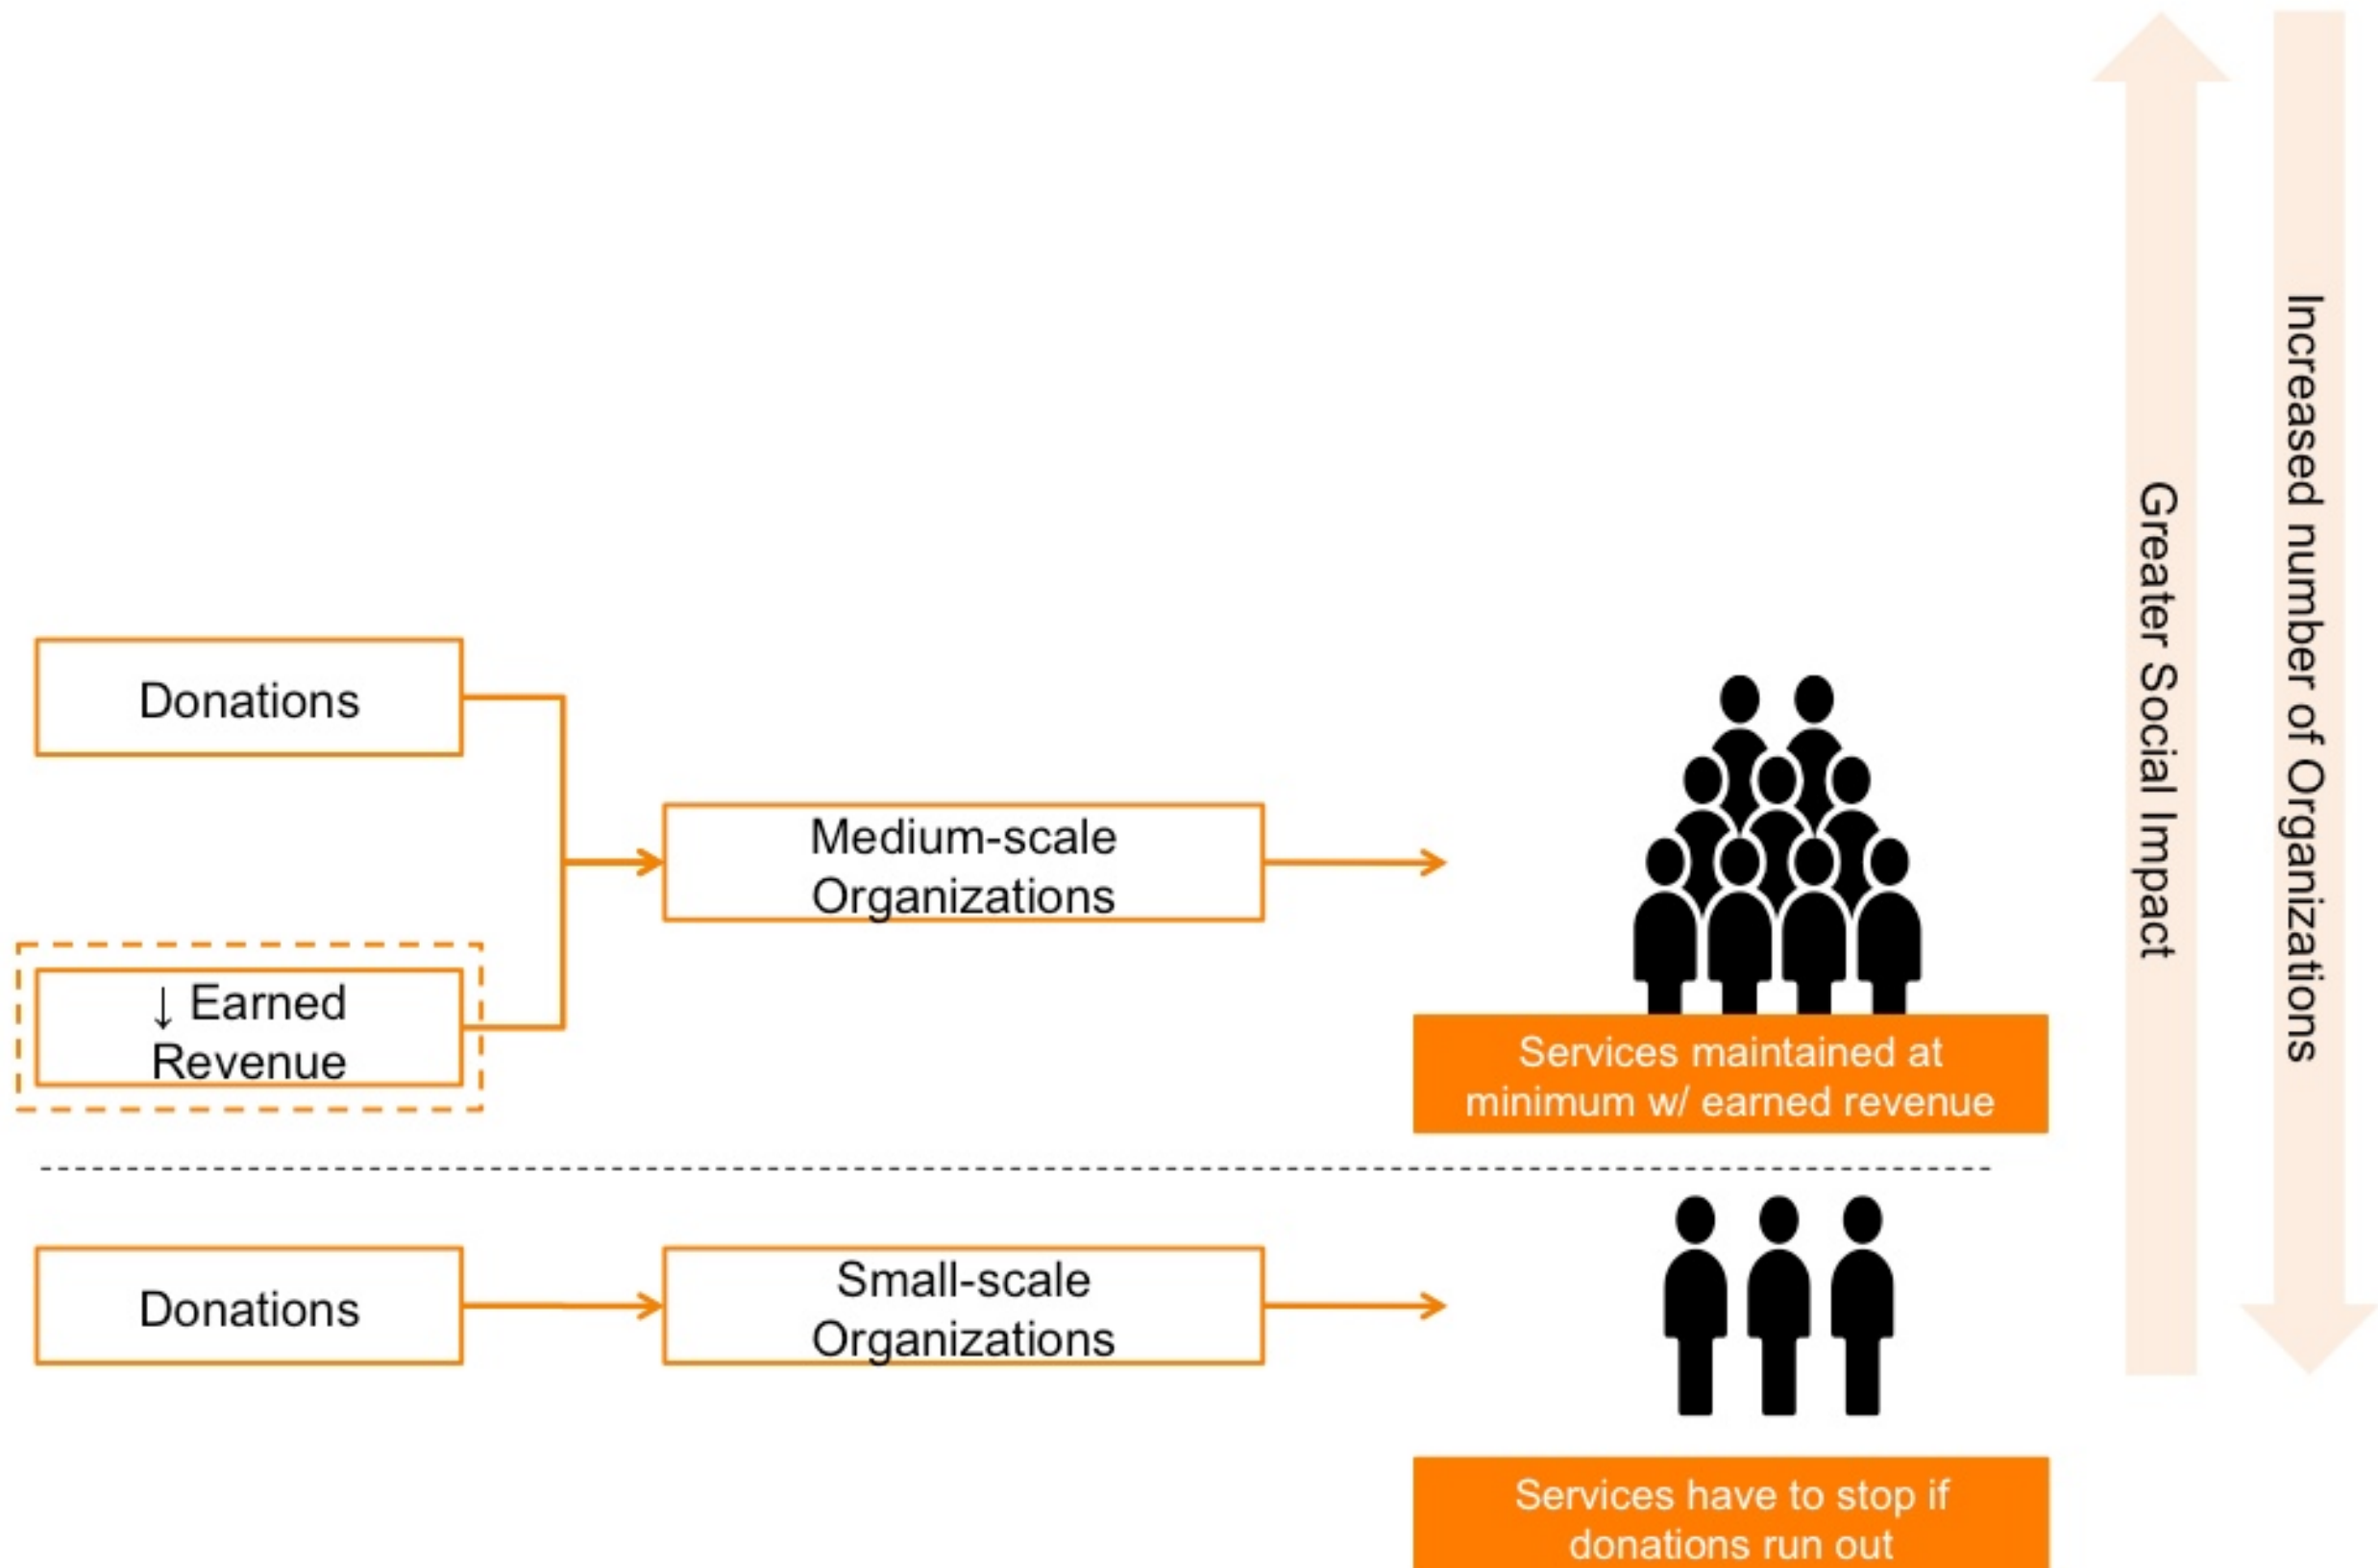 Donations
↓ Earned
Revenue
Medium-scale
Organizations
Services maintained at
minimum w/ earned revenue
Donations
Small-scale
Organizations
Services have to stop if
donations run out
Greater Social Impact
Increased number of Organizations